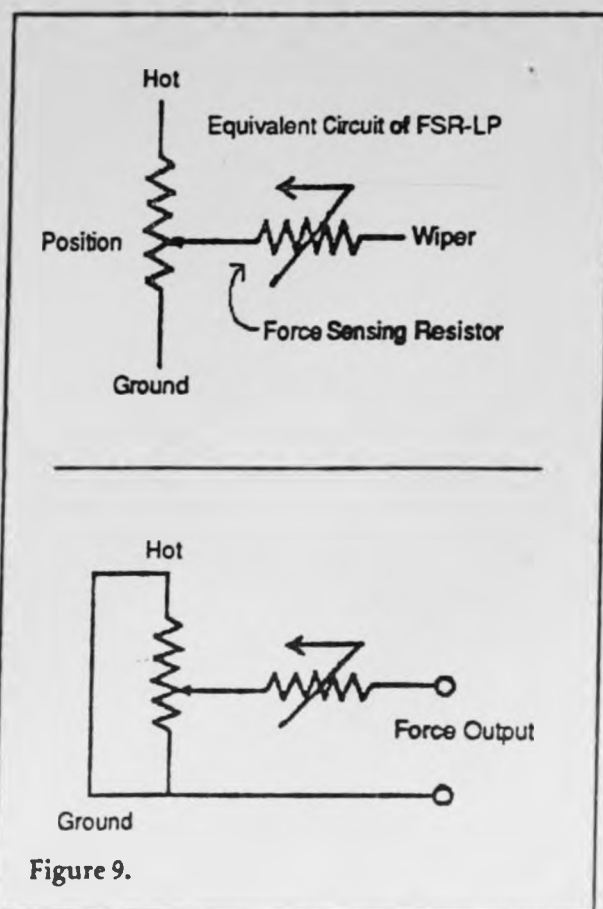 Hot
Equivalent Circuit of FSR-LP
Position
Wiper
Force Sensing Resistor
Ground
Hot
Force Output
Ground
Figure 9.